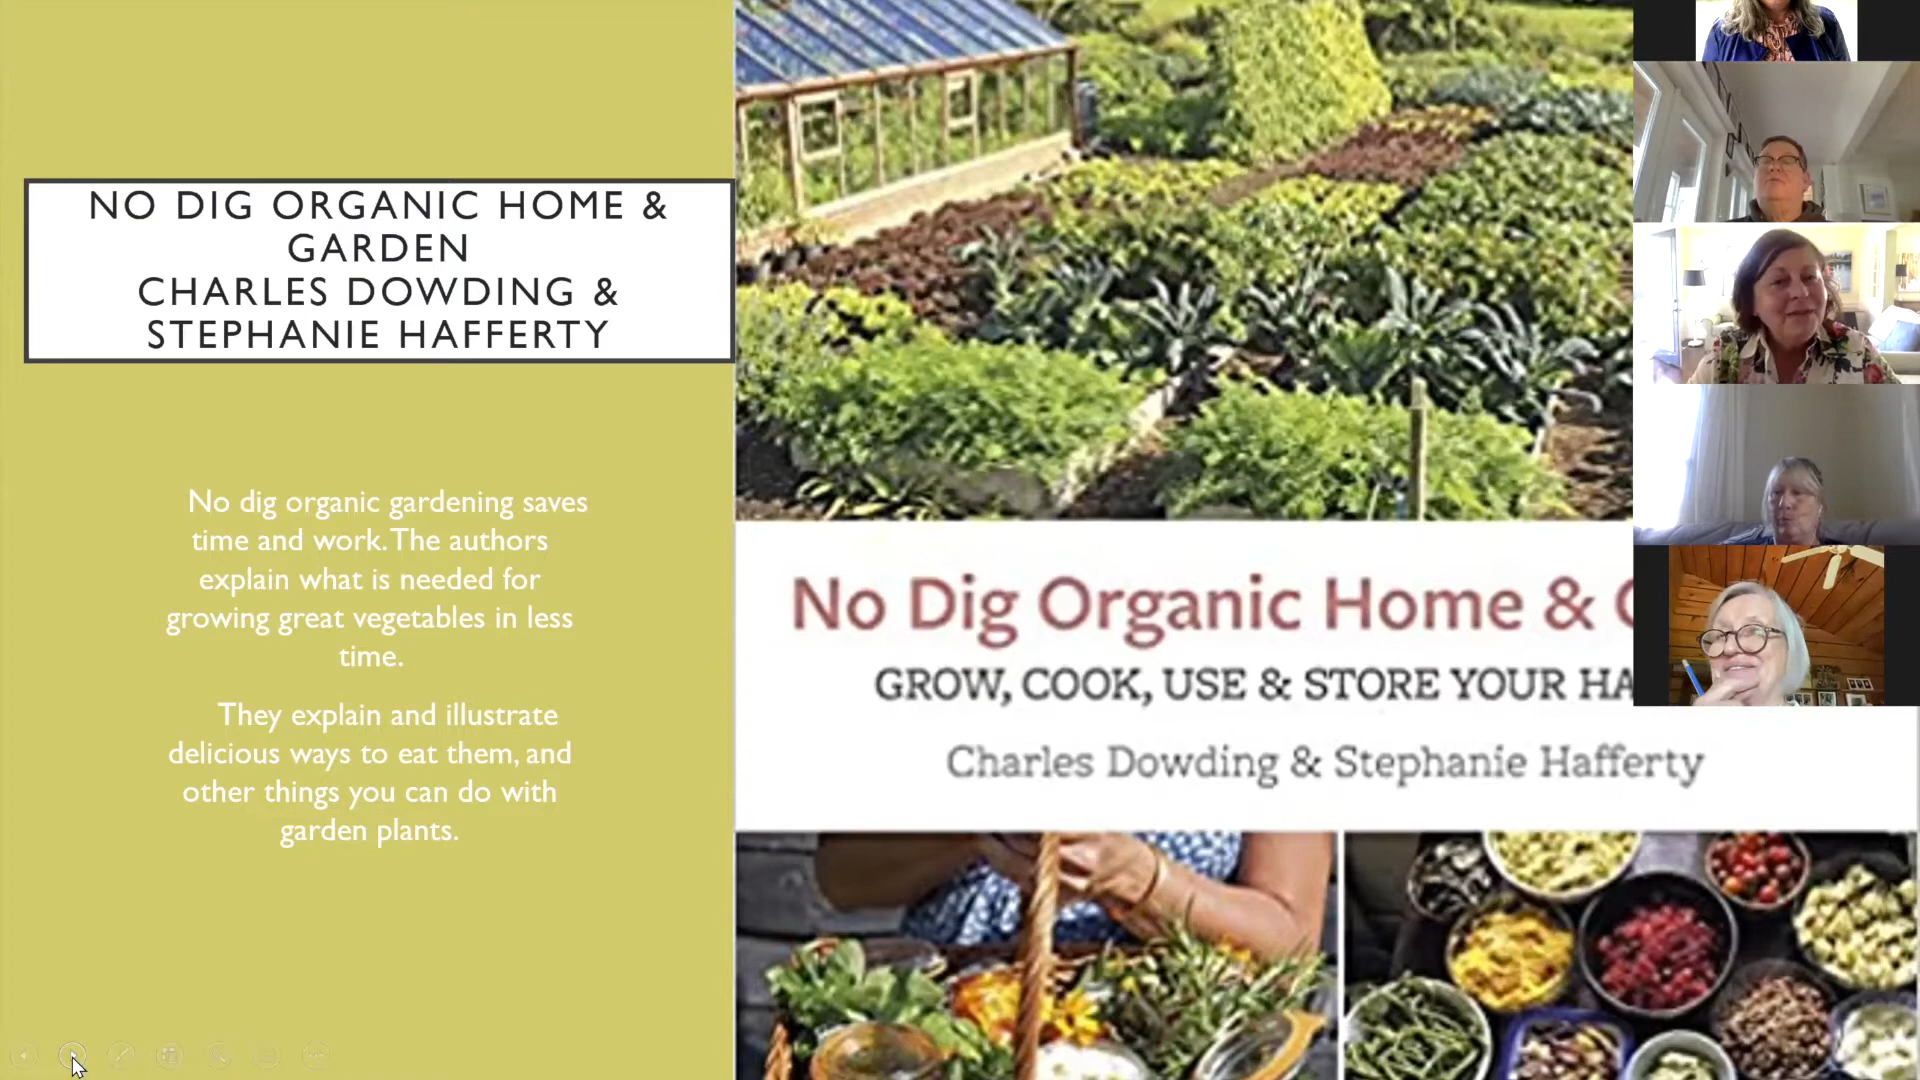 NO DIG ORGANIC HOME &
GARDEN
CHARLES DOWDING &
STEPHANIE HAFFERTY
No dig organic gardening saves
time and work. The authors
explain what is needed for
growing great vegetables in less
time.
They explain and illustrate
delicious ways to eat them, and
other things you can do with
garden plants.
No Dig Organic Home &
GROW, COOK, USE & STORE YOUR
Charles Dowding & Stephanie Hafferty